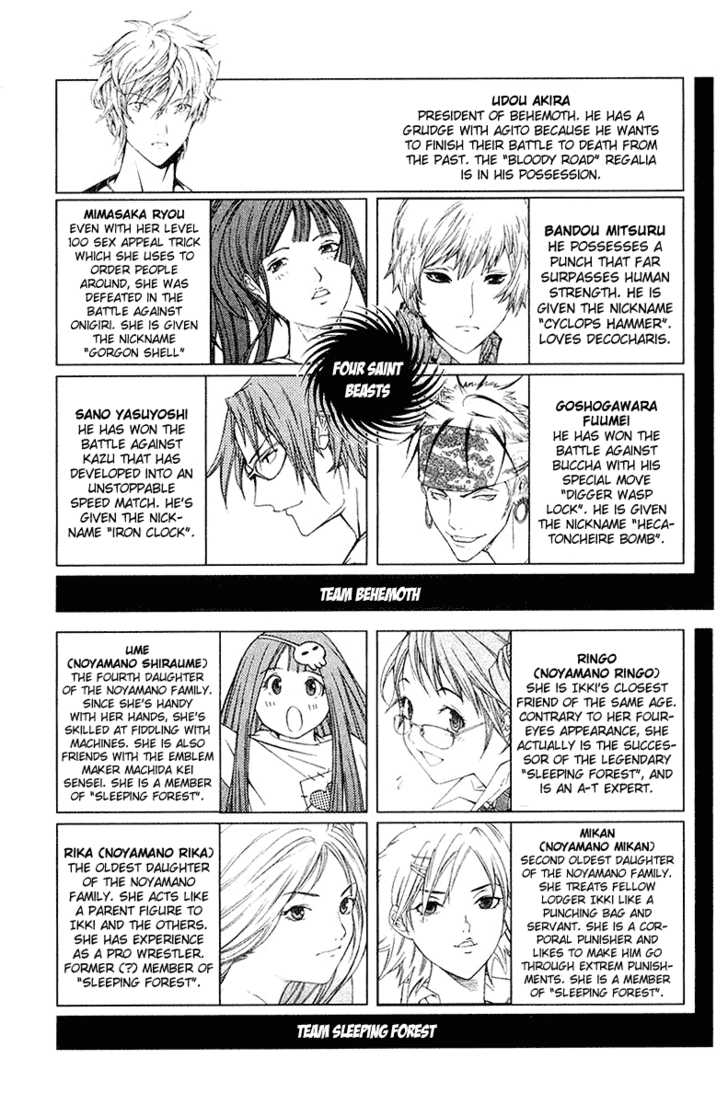 UDOU AKIRA
PRESIDENT OF BEHEMOTH. HE HAS A
GRUDGE WITH AGITO BECAUSE HE WANTS
TO FINISH THEIR BATTLE TO DEATH FROM
THE PAST. THE "BLOODY ROAD" REGALIA
IS IN HIS POSSESSION.
MIMASAKA RYOU
EVEN WITH HER LEVEL
100 SEX APPEAL TRICK
WHICH SHE USES TO
ORDER PEOPLE
AROUND, SHE WAS
DEFEATED IN THE
BATTLE AGAINST
ONIGIRI. SHE IS GIVEN
THE NICKNAME
"GORGON SHELL"
BANDOU MITSURU
HE POSSESSES A
PUNCH THAT FAR
SURPASSES HUMAN
STRENGTH. HE IS
GIVEN THE NICKNAME
"CYCLOPS HAMMER".
LOVES DECOCHARIS.
FOUR SAINT
BEASTS
SANO YASUYOSHI
HE HAS WON THE
BATTLE AGAINST
KAZU THAT HAS
DEVELOPED INTO AN
UNSTOPPABLE
SPEED MATCH. HE'S
GIVEN THE NICK-
NAME "IRON CLOCK".
GOSHOGAWARA
FUUMEI
HE HAS WON THE
BATTLE AGAINST
BUCCHA WITH HIS
SPECIAL MOVE
"DIGGER WASP
LOCK". HE IS GIVEN
THE NICKNAME "HECA-
TONCHEIRE BOMB".
TEAM BEHEMOTH
UME
(NOYAMANO SHIRAUME)
THE FOURTH DAUGHTER
OF THE NOYAMANO FAMILY.
SINCE SHE'S HANDY
WITH HER HANDS, SHE'S
SKILLED AT FIDDLING WITH
MACHINES. SHE IS ALSO
FRIENDS WITH THE EMBLEM
MAKER MACHIDA KEI
SENSEI. SHE IS A MEMBER
OF "SLEEPING FOREST".
RINGO
(NOYAMANO RINGO)
SHE IS IKKI'S CLOSEST
FRIEND OF THE SAME AGE.
CONTRARY TO HER FOUR-
EYES APPEARANCE, SHE
ACTUALLY IS THE SUCCES-
SOR OF THE LEGENDARY
"SLEEPING FOREST", AND
IS AN A-T EXPERT.
RIKA (NOYAMANO RIKA)
THE OLDEST DAUGHTER
OF THE NOYAMANO
FAMILY. SHE ACTS LIKE
A PARENT FIGURE TO
IKKI AND THE OTHERS.
SHE HAS EXPERIENCE
AS A PRO WRESTLER.
FORMER (?) MEMBER OF
"SLEEPING FOREST".
MIKAN
(NOYAMANO MIKAN)
SECOND OLDEST DAUGHTER
OF THE NOYAMANO FAMILY.
SHE TREATS FELLOW
LODGER IKKI LIKE A
PUNCHING BAG AND
SERVANT. SHE IS A COR-
PORAL PUNISHER AND
LIKES TO MAKE HIM GO
THROUGH EXTREM PUNISH-
MENTS. SHE IS A MEMBER
OF "SLEEPING FOREST".
TEAM SLEEPING FOREST